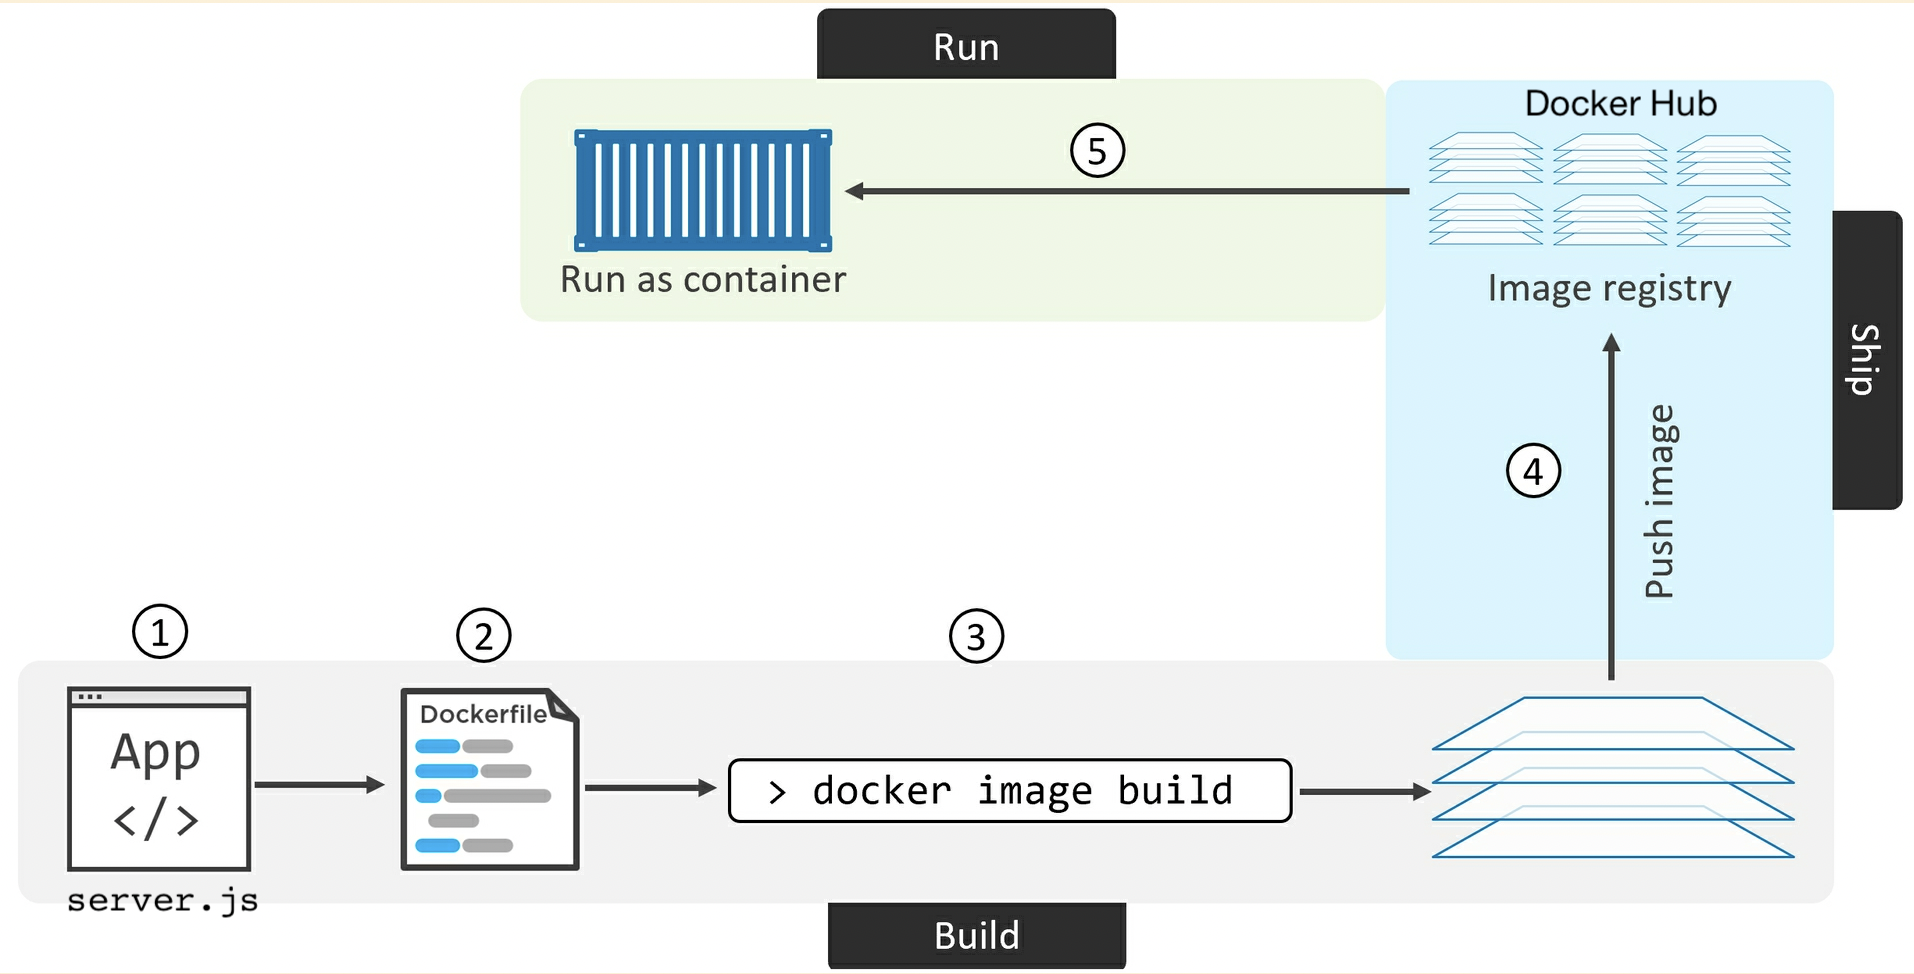 Run
Docker Hub
5
Run as container
Image registry
Ship
4
Push image
1
2
3
App
</>
server.js
Dockerfile
> docker image build
Build